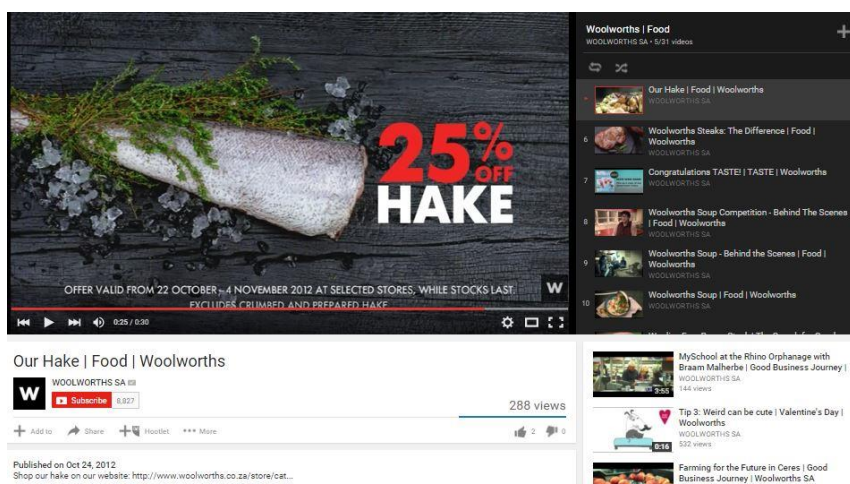 25%
OFF
HAKE
OFFER VALID FROM 22 OCTOBER - 4 NOVEMBER 2012 AT SELECTED STORES, WHILE STOCKS LAST.
EXCLUDES CRUMBED AND PREPARED HAKE
W
0:25 / 0:30
Woolworths | Food
WOOLWORTHS SA • 5/31 videos
Our Hake | Food | Woolworths
WOOLWORTHS SA
6
Woolworths Steaks: The Difference | Food |
Woolworths
WOOLWORTHS SA
7
Congratulations TASTE! | TASTE | Woolworths
WOOLWORTHS SA
8
Woolworths Soup Competition - Behind The Scenes
| Food | Woolworths
WOOLWORTHS SA
9
Woolworths Soup - Behind the Scenes | Food |
Woolworths
WOOLWORTHS SA
10
Woolworths Soup | Food | Woolworths
WOOLWORTHS SA
Our Hake | Food | Woolworths
W
WOOLWORTHS SA
Subscribe 8,827
288 views
Add to Share Hootlet More
2 0
Published on Oct 24, 2012
Shop our hake on our website: http://www.woolworths.co.za/store/cat...
MySchool at the Rhino Orphanage with
Braam Malherbe | Good Business Journey |
WOOLWORTHS SA
144 views
3:55
Tip 3: Weird can be cute | Valentine's Day |
Woolworths
WOOLWORTHS SA
532 views
0:16
Farming for the Future in Ceres | Good
Business Journey | Woolworths SA